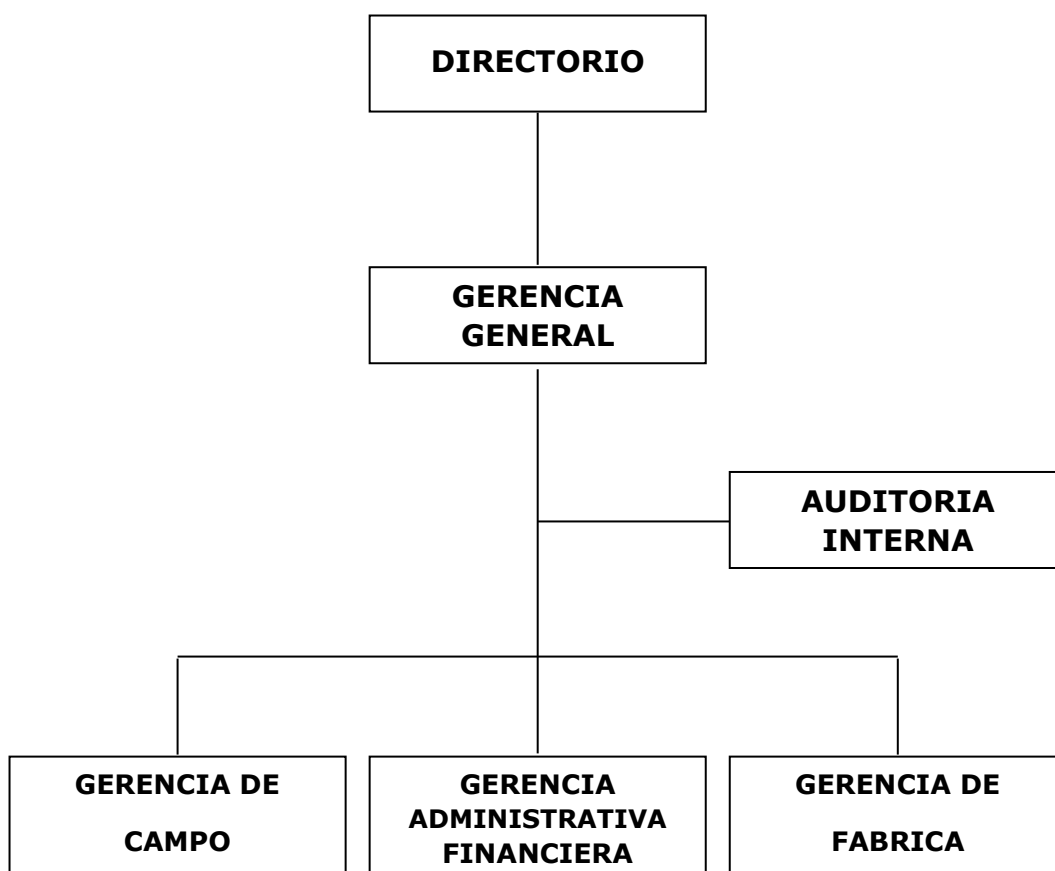 DIRECTORIO
GERENCIA
GENERAL
AUDITORIA
INTERNA
GERENCIA DE
CAMPO
GERENCIA
ADMINISTRATIVA
FINANCIERA
GERENCIA DE
FABRICA